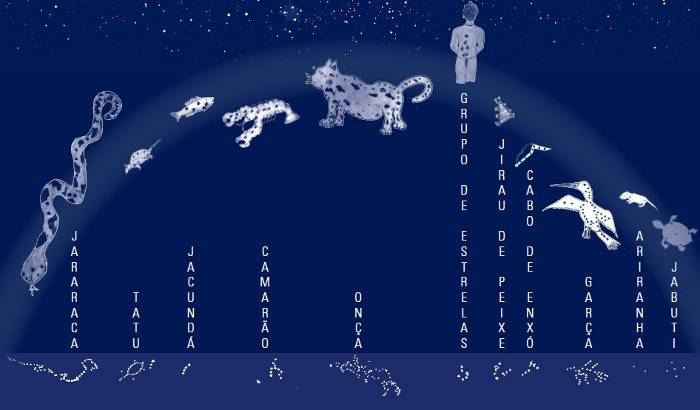 JARARACA
TATU
JACUNDÁ
CAMARÃO
ONÇA
GRUPO DE ESTRELAS
JIRAU DE PEIXE
CABO DE ENXÓ
GARÇA
ARIRANHA
JABUTI